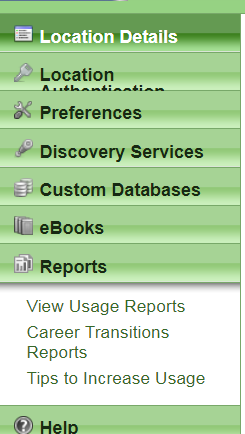 Location Details
Location
Authentication
Preferences
Discovery Services
Custom Databases
eBooks
Reports
View Usage Reports
Career Transitions
Reports
Tips to Increase Usage
Help